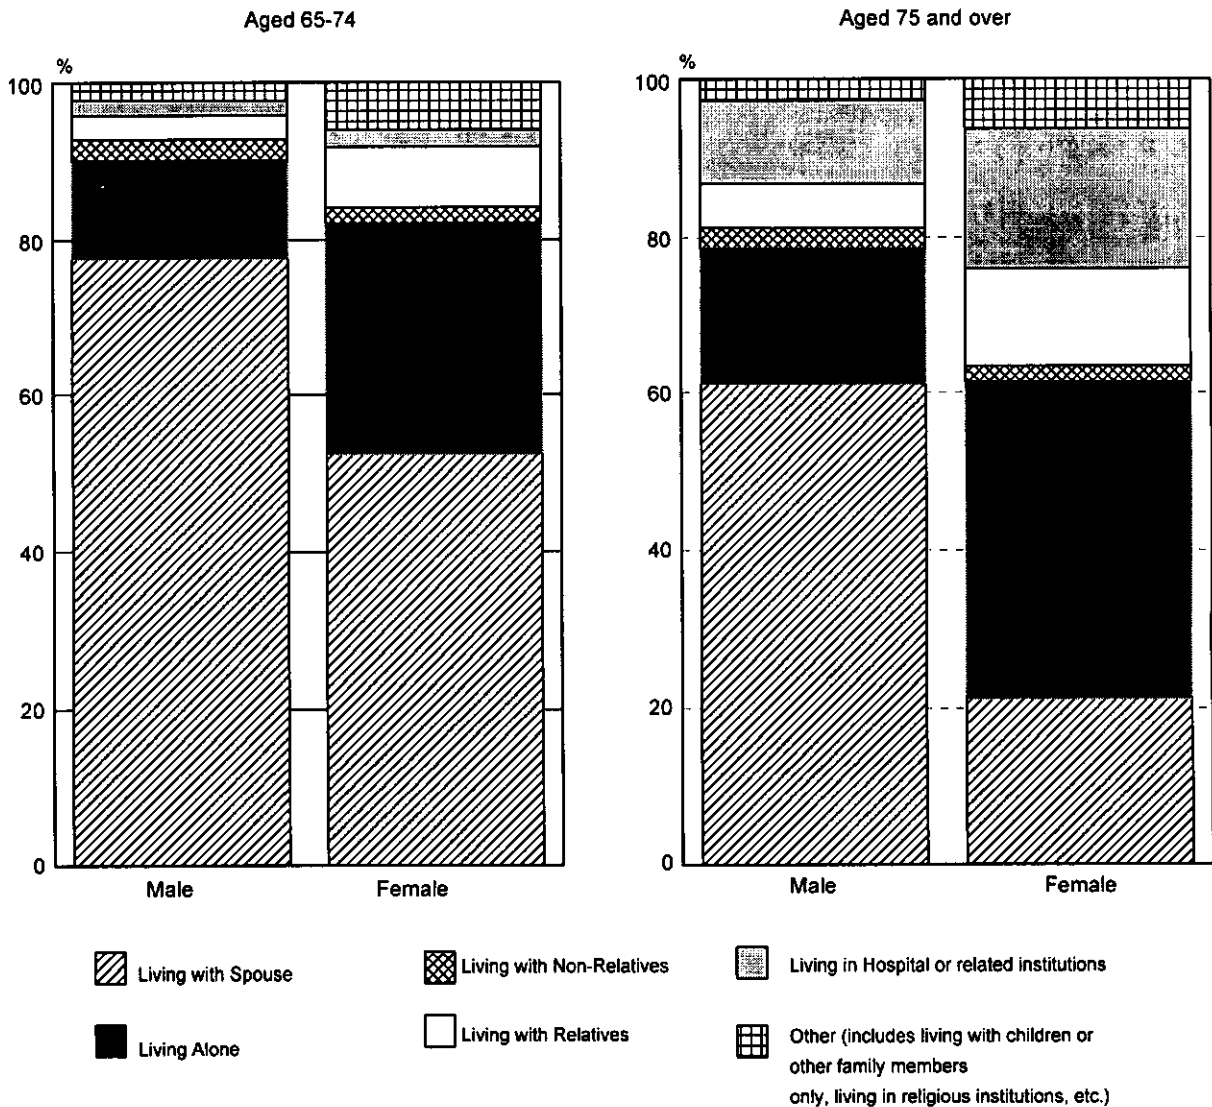 Aged 65-74
Aged 75 and over
%
100
80
60
40
20
0
Male
Female
%
100
80
60
40
20
0
Male
Female
Living with Spouse
Living with Non-Relatives
Living in Hospital or related institutions
Living Alone
Living with Relatives
Other (includes living with children or
other family members
only, living in religious institutions, etc.)